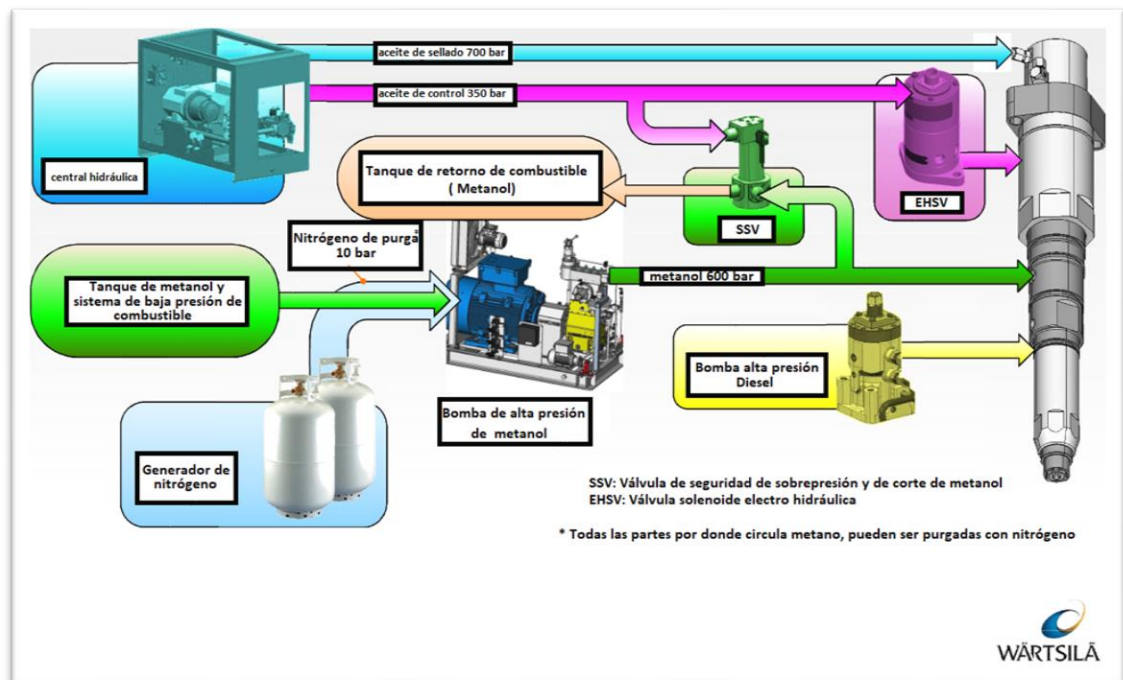 aceite de sellado 700 bar
aceite de control 350 bar
central hidráulica
Tanque de retorno de combustible
( Metanol)
EHSV
SSV
Nitrógeno de purga*
10 bar
metanol 600 bar
Tanque de metanol y
sistema de baja presión de
combustible
Bomba alta presión
Diesel
Bomba de alta presión
de metanol
Generador de
nitrógeno
SSV: Válvula de seguridad de sobrepresión y de corte de metanol
EHSV: Válvula solenoide electro hidráulica
* Todas las partes por donde circula metano, pueden ser purgadas con nitrógeno
WÄRTSILÄ